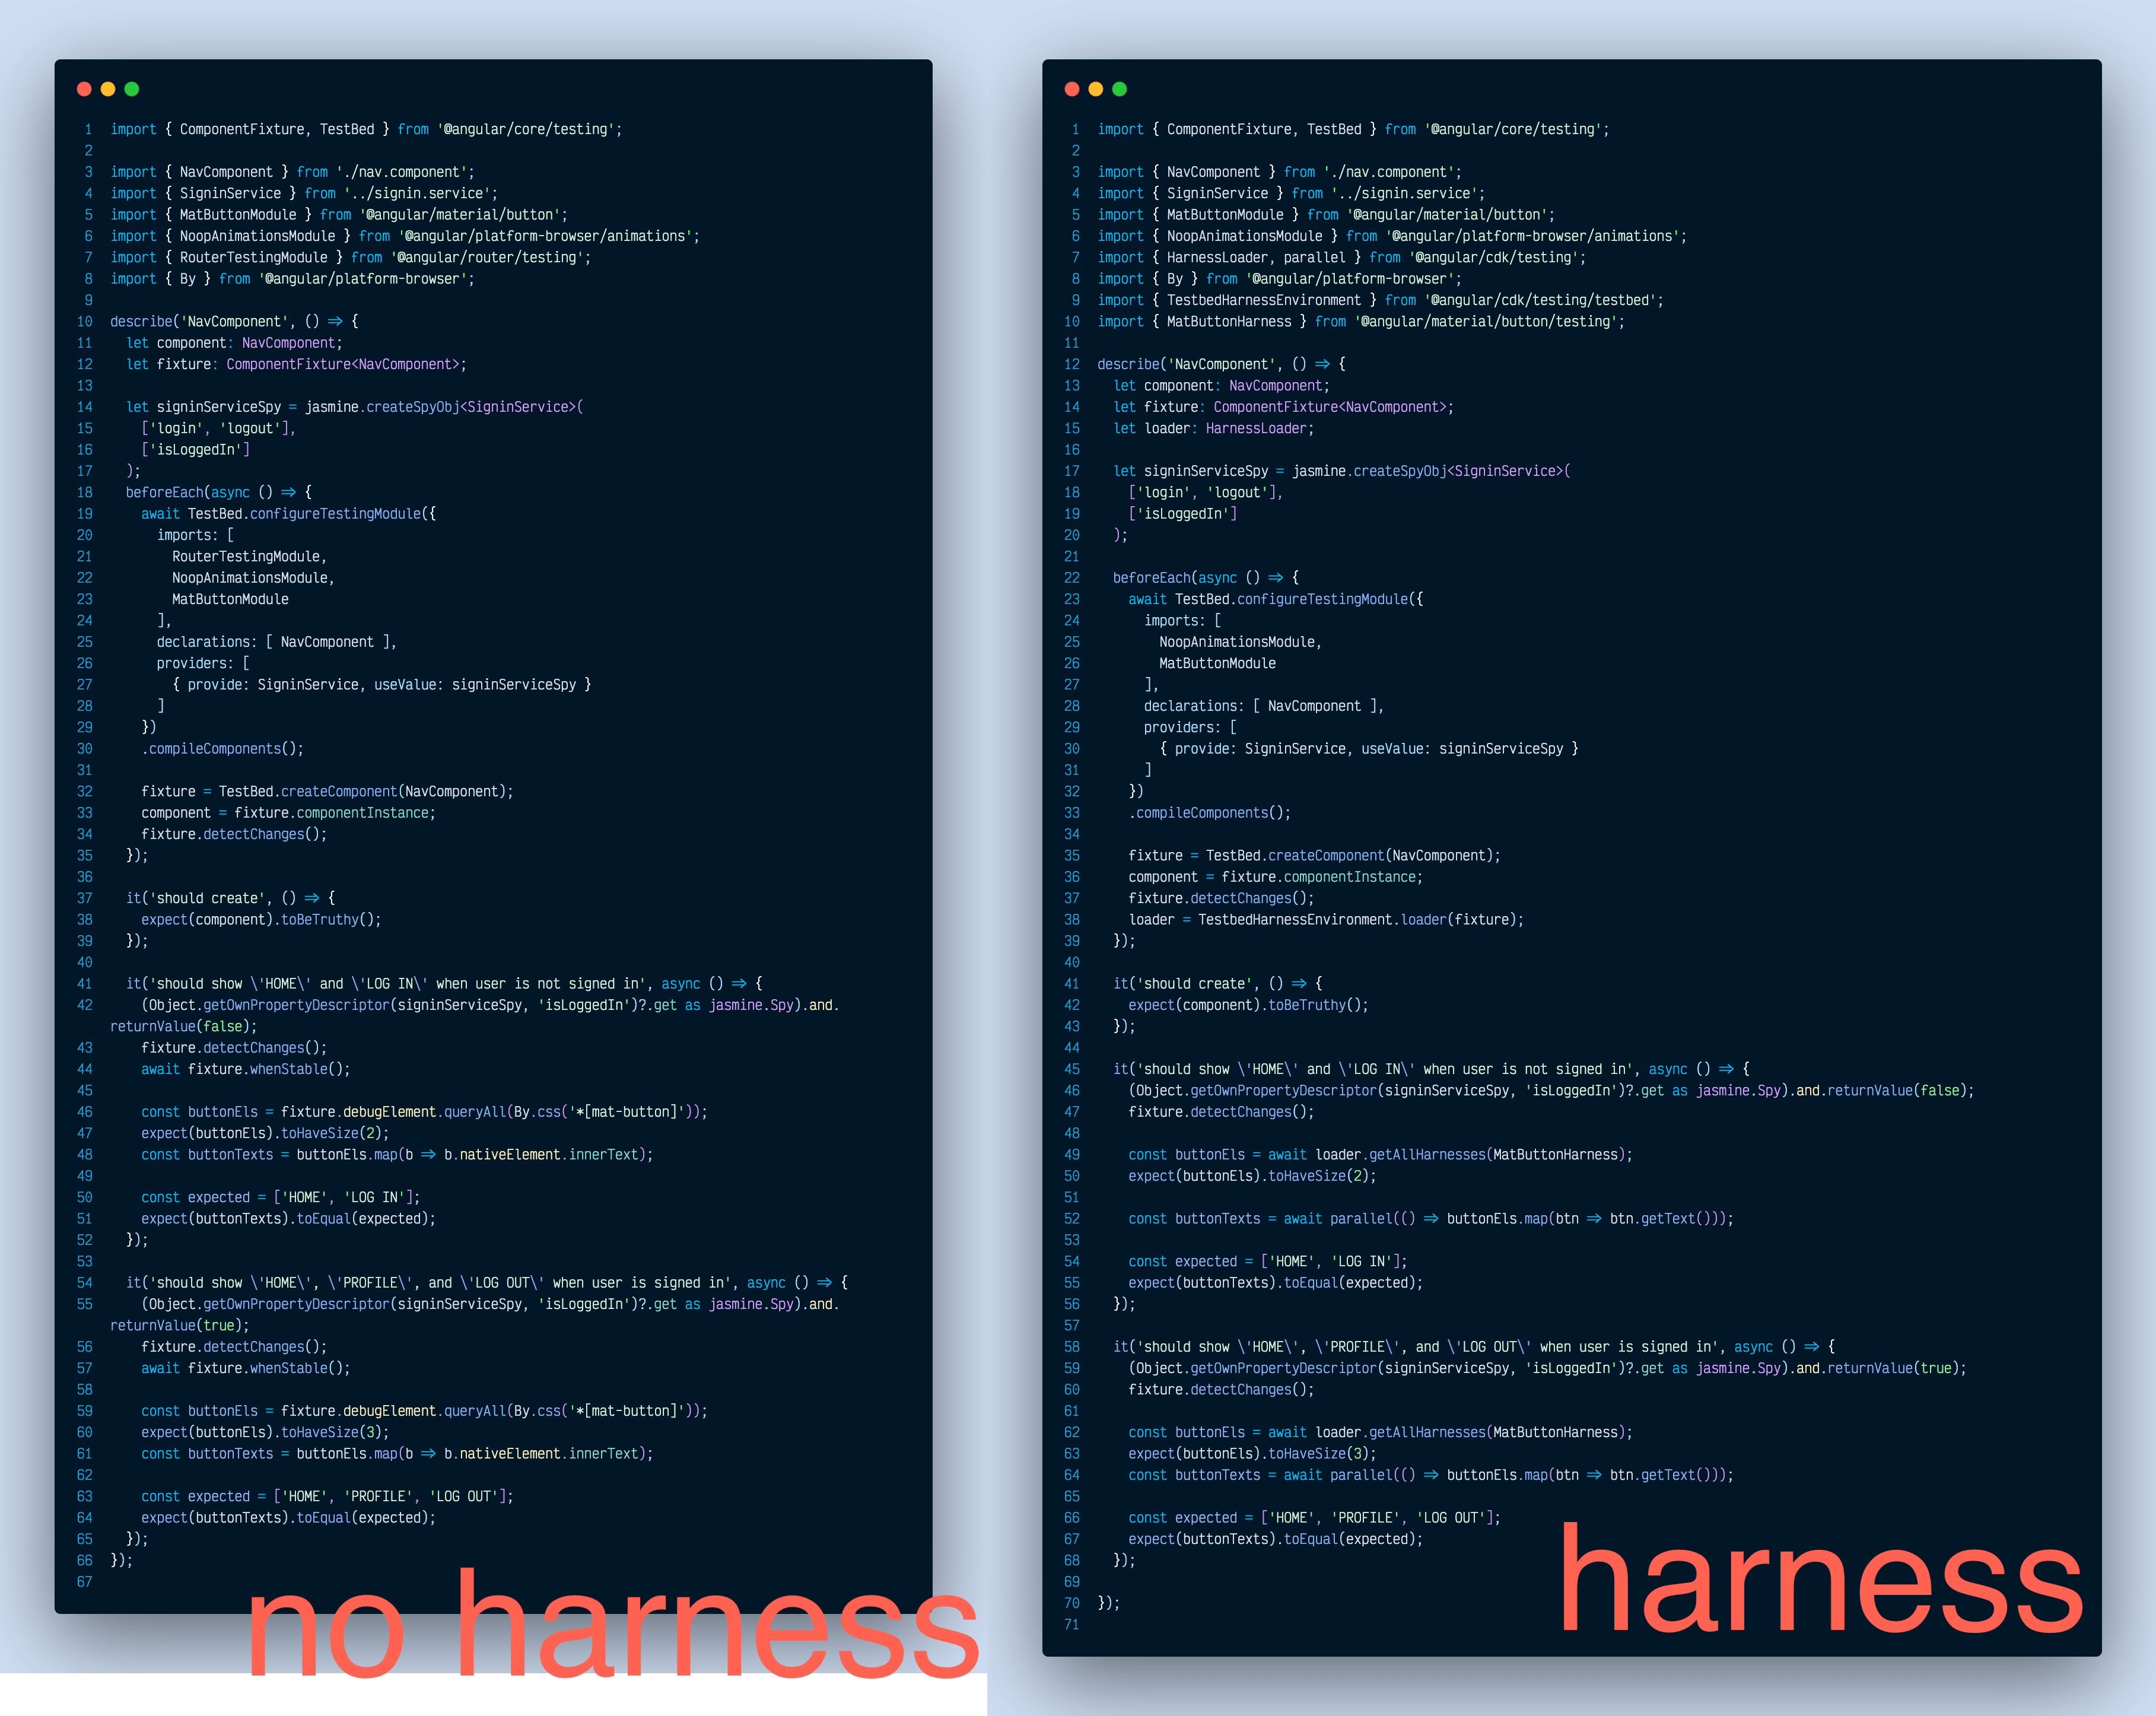 1 import { ComponentFixture, TestBed } from '@angular/core/testing';
2
3 import { NavComponent } from './nav.component';
4 import { SigninService } from '../signin.service';
5 import { MatButtonModule } from '@angular/material/button';
6 import { NoopAnimationsModule } from '@angular/platform-browser/animations';
7 import { RouterTestingModule } from '@angular/router/testing';
8 import { By } from '@angular/platform-browser';
9
10 describe('NavComponent', () => {
11 let component: NavComponent;
12 let fixture: ComponentFixture<NavComponent>;
13
14 let signinServiceSpy = jasmine.createSpyObj<SigninService>(
15 ['login', 'logout'],
16 ['isLoggedIn']
17 );
18 beforeEach(async () => {
19 await TestBed.configureTestingModule({
20 imports: [
21 RouterTestingModule,
22 NoopAnimationsModule,
23 MatButtonModule
24 ],
25 declarations: [ NavComponent ],
26 providers: [
27 { provide: SigninService, useValue: signinServiceSpy }
28 ]
29 })
30 .compileComponents();
31
32 fixture = TestBed.createComponent(NavComponent);
33 component = fixture.componentInstance;
34 fixture.detectChanges();
35 });
36
37 it('should create', () => {
38 expect(component).toBeTruthy();
39 });
40
41 it('should show \'HOME\' and \'LOG IN\' when user is not signed in', async () => {
42 (Object.getOwnPropertyDescriptor(signinServiceSpy, 'isLoggedIn')?.get as jasmine.Spy).and.
returnValue(false);
43 fixture.detectChanges();
44 await fixture.whenStable();
45
46 const buttonEls = fixture.debugElement.queryAll(By.css('*[mat-button]'));
47 expect(buttonEls).toHaveSize(2);
48 const buttonTexts = buttonEls.map(b => b.nativeElement.innerText);
49
50 const expected = ['HOME', 'LOG IN'];
51 expect(buttonTexts).toEqual(expected);
52 });
53
54 it('should show \'HOME\', \'PROFILE\', and \'LOG OUT\' when user is signed in', async () => {
55 (Object.getOwnPropertyDescriptor(signinServiceSpy, 'isLoggedIn')?.get as jasmine.Spy).and.
returnValue(true);
56 fixture.detectChanges();
57 await fixture.whenStable();
58
59 const buttonEls = fixture.debugElement.queryAll(By.css('*[mat-button]'));
60 expect(buttonEls).toHaveSize(3);
61 const buttonTexts = buttonEls.map(b => b.nativeElement.innerText);
62
63 const expected = ['HOME', 'PROFILE', 'LOG OUT'];
64 expect(buttonTexts).toEqual(expected);
65 });
66 });
67
no harness
1 import { ComponentFixture, TestBed } from '@angular/core/testing';
2
3 import { NavComponent } from './nav.component';
4 import { SigninService } from '../signin.service';
5 import { MatButtonModule } from '@angular/material/button';
6 import { NoopAnimationsModule } from '@angular/platform-browser/animations';
7 import { HarnessLoader, parallel } from '@angular/cdk/testing';
8 import { By } from '@angular/platform-browser';
9 import { TestbedHarnessEnvironment } from '@angular/cdk/testing/testbed';
10 import { MatButtonHarness } from '@angular/material/button/testing';
11
12 describe('NavComponent', () => {
13 let component: NavComponent;
14 let fixture: ComponentFixture<NavComponent>;
15 let loader: HarnessLoader;
16
17 let signinServiceSpy = jasmine.createSpyObj<SigninService>(
18 ['login', 'logout'],
19 ['isLoggedIn']
20 );
21
22 beforeEach(async () => {
23 await TestBed.configureTestingModule({
24 imports: [
25 NoopAnimationsModule,
26 MatButtonModule
27 ],
28 declarations: [ NavComponent ],
29 providers: [
30 { provide: SigninService, useValue: signinServiceSpy }
31 ]
32 })
33 .compileComponents();
34
35 fixture = TestBed.createComponent(NavComponent);
36 component = fixture.componentInstance;
37 fixture.detectChanges();
38 loader = TestbedHarnessEnvironment.loader(fixture);
39 });
40
41 it('should create', () => {
42 expect(component).toBeTruthy();
43 });
44
45 it('should show \'HOME\' and \'LOG IN\' when user is not signed in', async () => {
46 (Object.getOwnPropertyDescriptor(signinServiceSpy, 'isLoggedIn')?.get as jasmine.Spy).and.returnValue(false);
47 fixture.detectChanges();
48
49 const buttonEls = await loader.getAllHarnesses(MatButtonHarness);
50 expect(buttonEls).toHaveSize(2);
51
52 const buttonTexts = await parallel(() => buttonEls.map(btn => btn.getText()));
53
54 const expected = ['HOME', 'LOG IN'];
55 expect(buttonTexts).toEqual(expected);
56 });
57
58 it('should show \'HOME\', \'PROFILE\', and \'LOG OUT\' when user is signed in', async () => {
59 (Object.getOwnPropertyDescriptor(signinServiceSpy, 'isLoggedIn')?.get as jasmine.Spy).and.returnValue(true);
60 fixture.detectChanges();
61
62 const buttonEls = await loader.getAllHarnesses(MatButtonHarness);
63 expect(buttonEls).toHaveSize(3);
64 const buttonTexts = await parallel(() => buttonEls.map(btn => btn.getText()));
65
66 const expected = ['HOME', 'PROFILE', 'LOG OUT'];
67 expect(buttonTexts).toEqual(expected);
68 });
69
70 });
71
harness